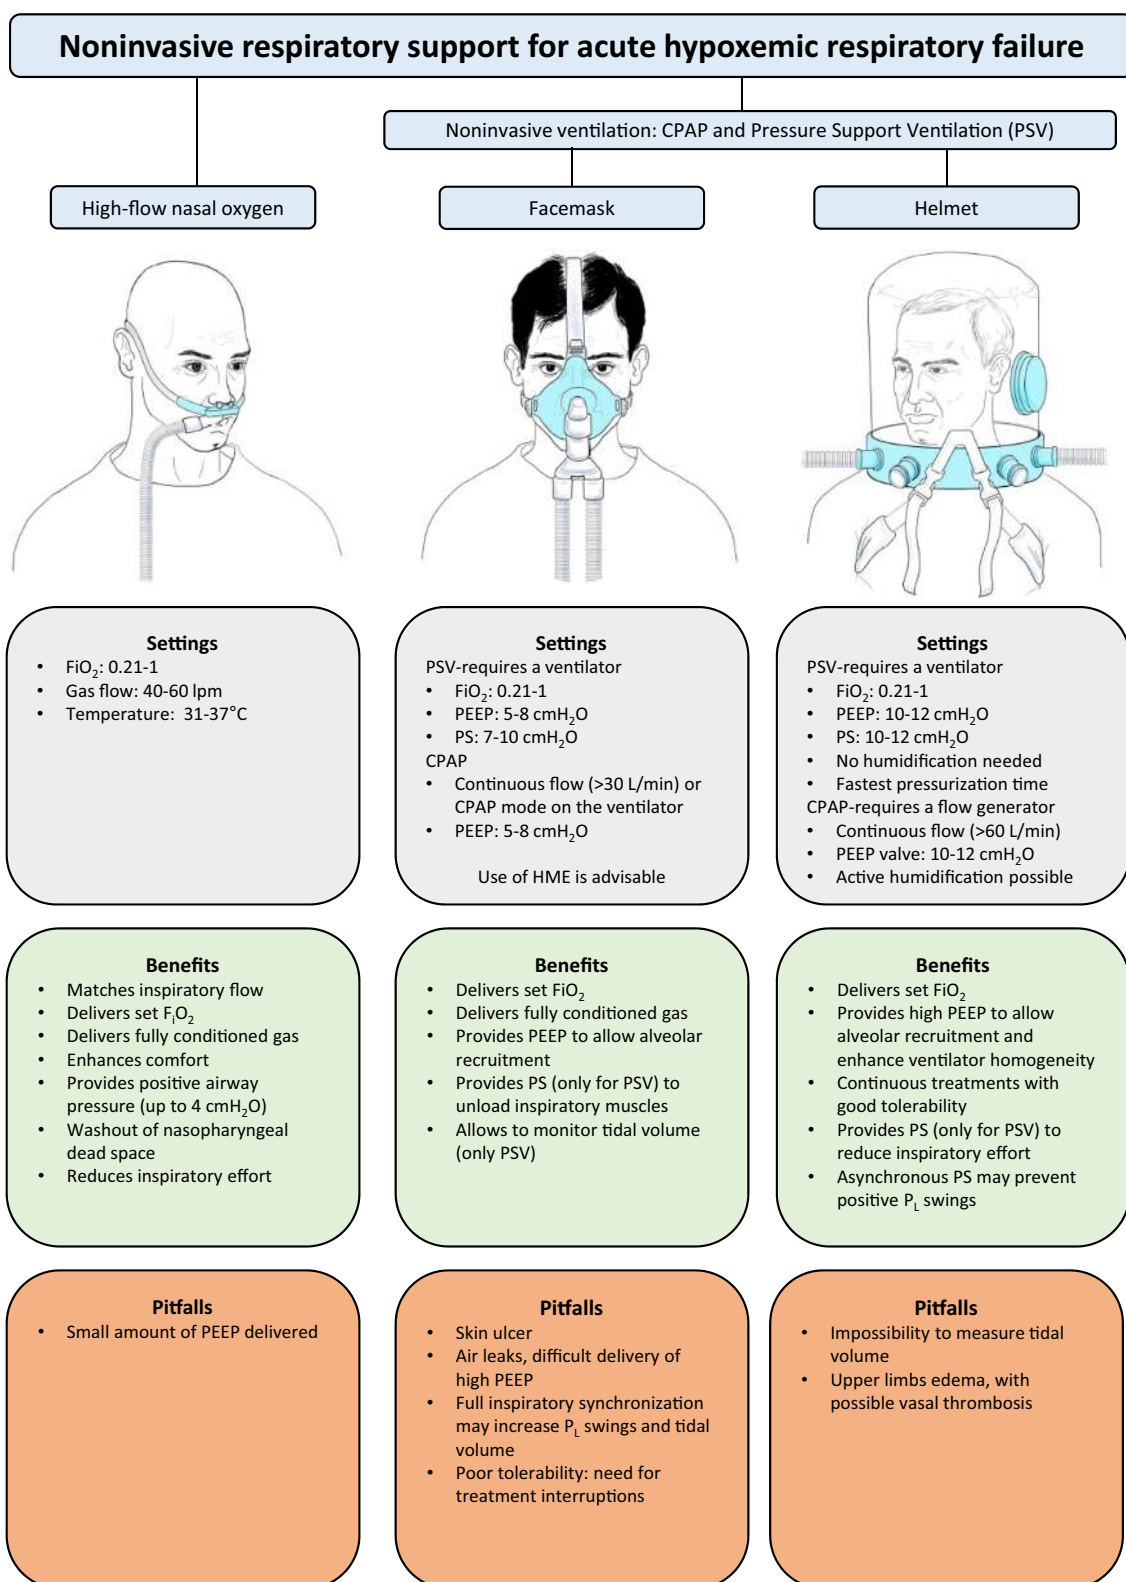 Noninvasive respiratory support for acute hypoxemic respiratory failure
Noninvasive ventilation: CPAP and Pressure Support Ventilation (PSV)
High-flow nasal oxygen
Facemask
Helmet
Settings
• FiO₂: 0.21-1
• Gas flow: 40-60 lpm
• Temperature: 31-37°C
Settings
PSV-requires a ventilator
• FiO₂: 0.21-1
• PEEP: 5-8 cmH₂O
• PS: 7-10 cmH₂O
CPAP
• Continuous flow (>30 L/min) or
CPAP mode on the ventilator
• PEEP: 5-8 cmH₂O
Use of HME is advisable
Settings
PSV-requires a ventilator
• FiO₂: 0.21-1
• PEEP: 10-12 cmH₂O
• PS: 10-12 cmH₂O
• No humidification needed
• Fastest pressurization time
CPAP-requires a flow generator
• Continuous flow (>60 L/min)
• PEEP valve: 10-12 cmH₂O
• Active humidification possible
Benefits
• Matches inspiratory flow
• Delivers set FᵢO₂
• Delivers fully conditioned gas
• Enhances comfort
• Provides positive airway
pressure (up to 4 cmH₂O)
• Washout of nasopharyngeal
dead space
• Reduces inspiratory effort
Benefits
• Delivers set FiO₂
• Delivers fully conditioned gas
• Provides PEEP to allow alveolar
recruitment
• Provides PS (only for PSV) to
unload inspiratory muscles
• Allows to monitor tidal volume
(only PSV)
Benefits
• Delivers set FiO₂
• Provides high PEEP to allow
alveolar recruitment and
enhance ventilator homogeneity
• Continuous treatments with
good tolerability
• Provides PS (only for PSV) to
reduce inspiratory effort
• Asynchronous PS may prevent
positive P_L swings
Pitfalls
• Small amount of PEEP delivered
Pitfalls
• Skin ulcer
• Air leaks, difficult delivery of
high PEEP
• Full inspiratory synchronization
may increase P_L swings and tidal
volume
• Poor tolerability: need for
treatment interruptions
Pitfalls
• Impossibility to measure tidal
volume
• Upper limbs edema, with
possible vasal thrombosis